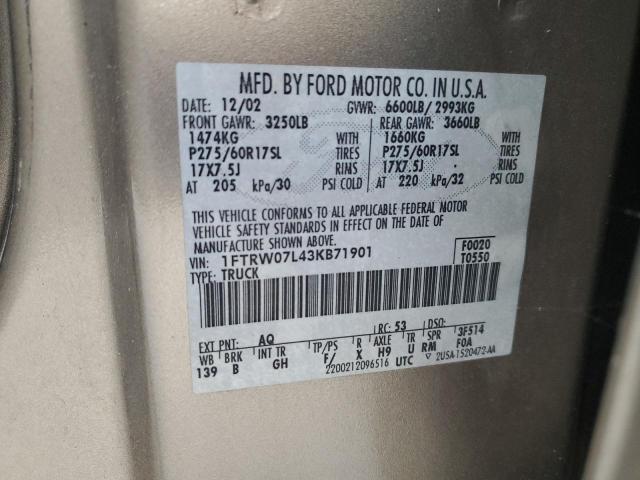 MFD. BY FORD MOTOR CO. IN U.S.A.
DATE: 12/02 GVWR: 6600LB/ 2993KG
FRONT GAWR: 3250LB REAR GAWR: 3660LB
1474KG WITH 1660KG WITH
P275/60R17SL TIRES P275/60R17SL TIRES
17X7.5J RINS 17X7.5J RINS
AT 205 kPa/30 PSI COLD AT 220 kPa/32 PSI COLD
THIS VEHICLE CONFORMS TO ALL APPLICABLE FEDERAL MOTOR
VEHICLE SAFETY STANDARDS IN EFFECT ON THE DATE OF
MANUFACTURE SHOWN ABOVE.
VIN: 1FTRW07L43KB71901 F0020
TYPE: TRUCK T0550
EXT PNT: AQ RC: 53 DSO: 3F514
WB BRK INT TR TP/PS R AXLE TR SPR F0A
139 B GH F/ X H9 U RM
2200212096516 UTC ▽ 2USA-1520472-AA